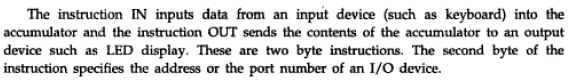 The instruction IN inputs data from an input device (such as keyboard) into the
accumulator and the instruction OUT sends the contents of the accumulator to an output
device such as LED display. These are two byte instructions. The second byte of the
instruction specifies the address or the port number of an I/O device.